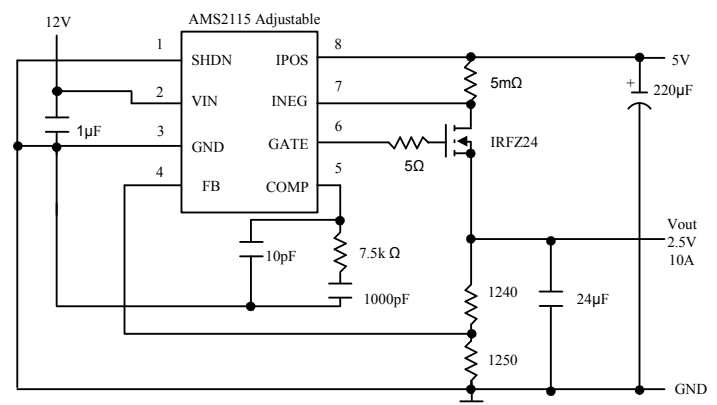 AMS2115 Adjustable
12V
1 SHDN IPOS 8
5V
5mΩ
+
220µF
2 VIN INEG 7
1µF
3 GND GATE 6
5Ω
IRFZ24
4 FB COMP 5
Vout
2.5V
10A
10pF
7.5k Ω
1000pF
1240
24µF
1250
GND